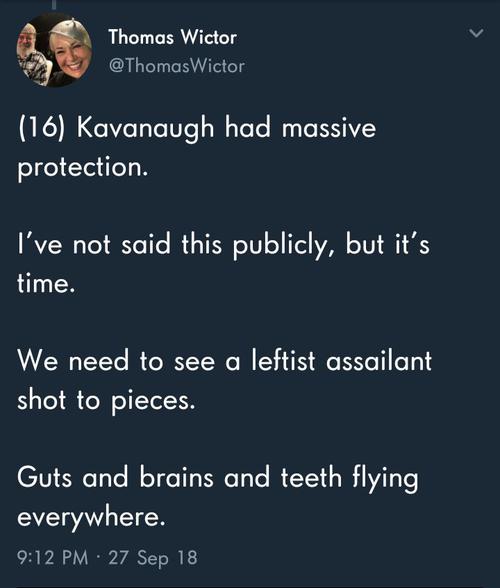 Thomas Wictor
@ThomasWictor
(16) Kavanaugh had massive
protection.
I've not said this publicly, but it's
time.
We need to see a leftist assailant
shot to pieces.
Guts and brains and teeth flying
everywhere.
9:12 PM · 27 Sep 18